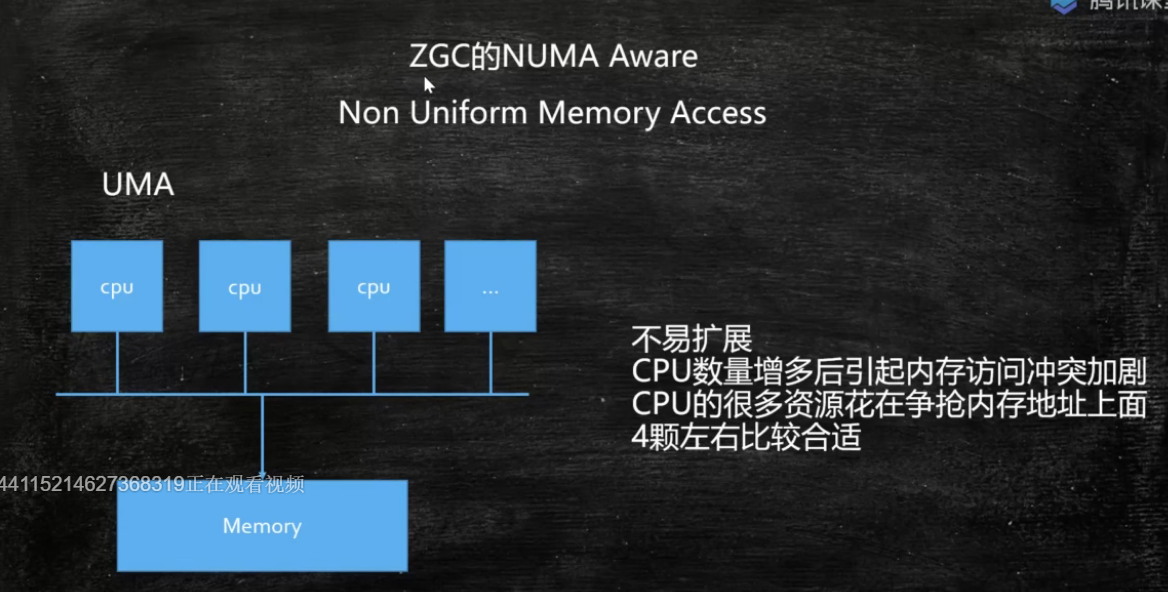 腾讯课
ZGC的NUMA Aware
Non Uniform Memory Access
UMA
cpu
cpu
cpu
...
不易扩展
CPU数量增多后引起内存访问冲突加剧
CPU的很多资源花在争抢内存地址上面
4颗左右比较合适
44115214627368319正在观看视频
Memory